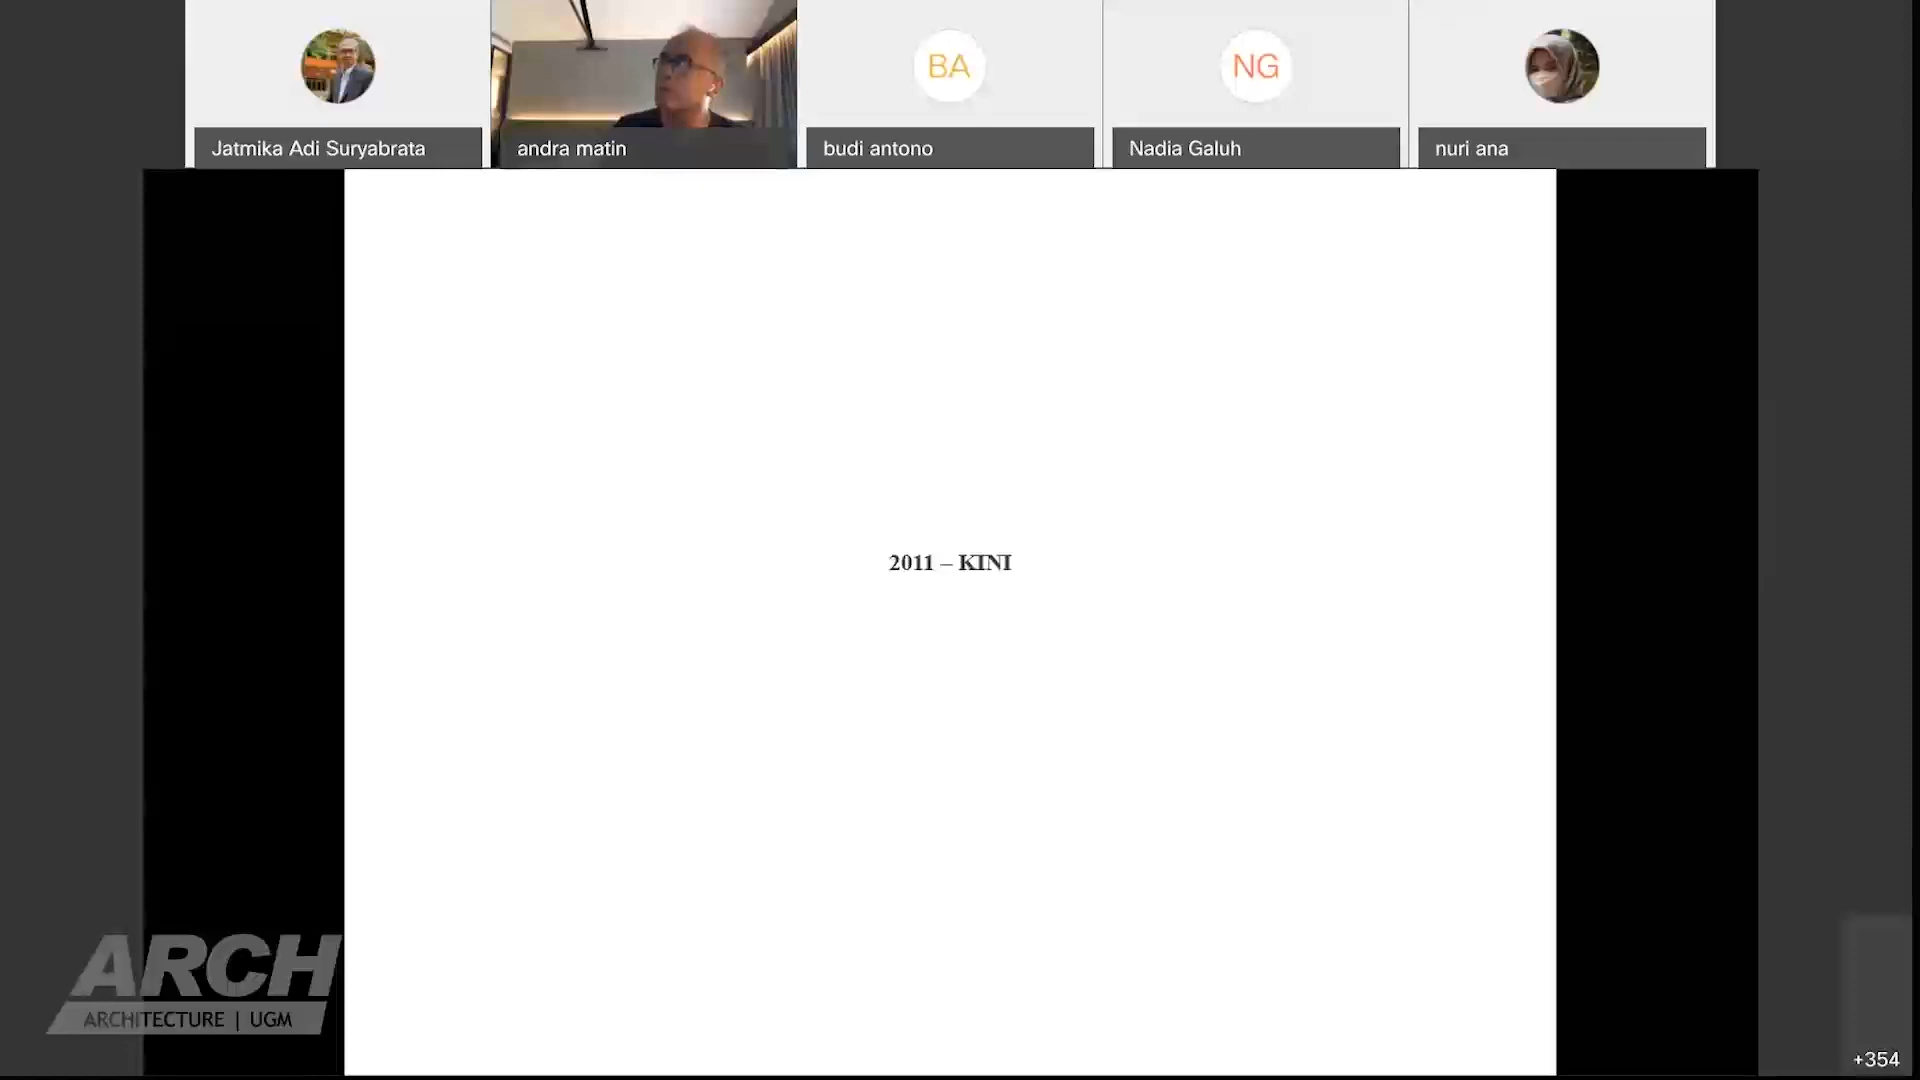 BA
NG
Jatmika Adi Suryabrata
andra matin
budi antono
Nadia Galuh
nuri ana
2011 – KINI
ARCH
ARCHITECTURE | UGM
+354